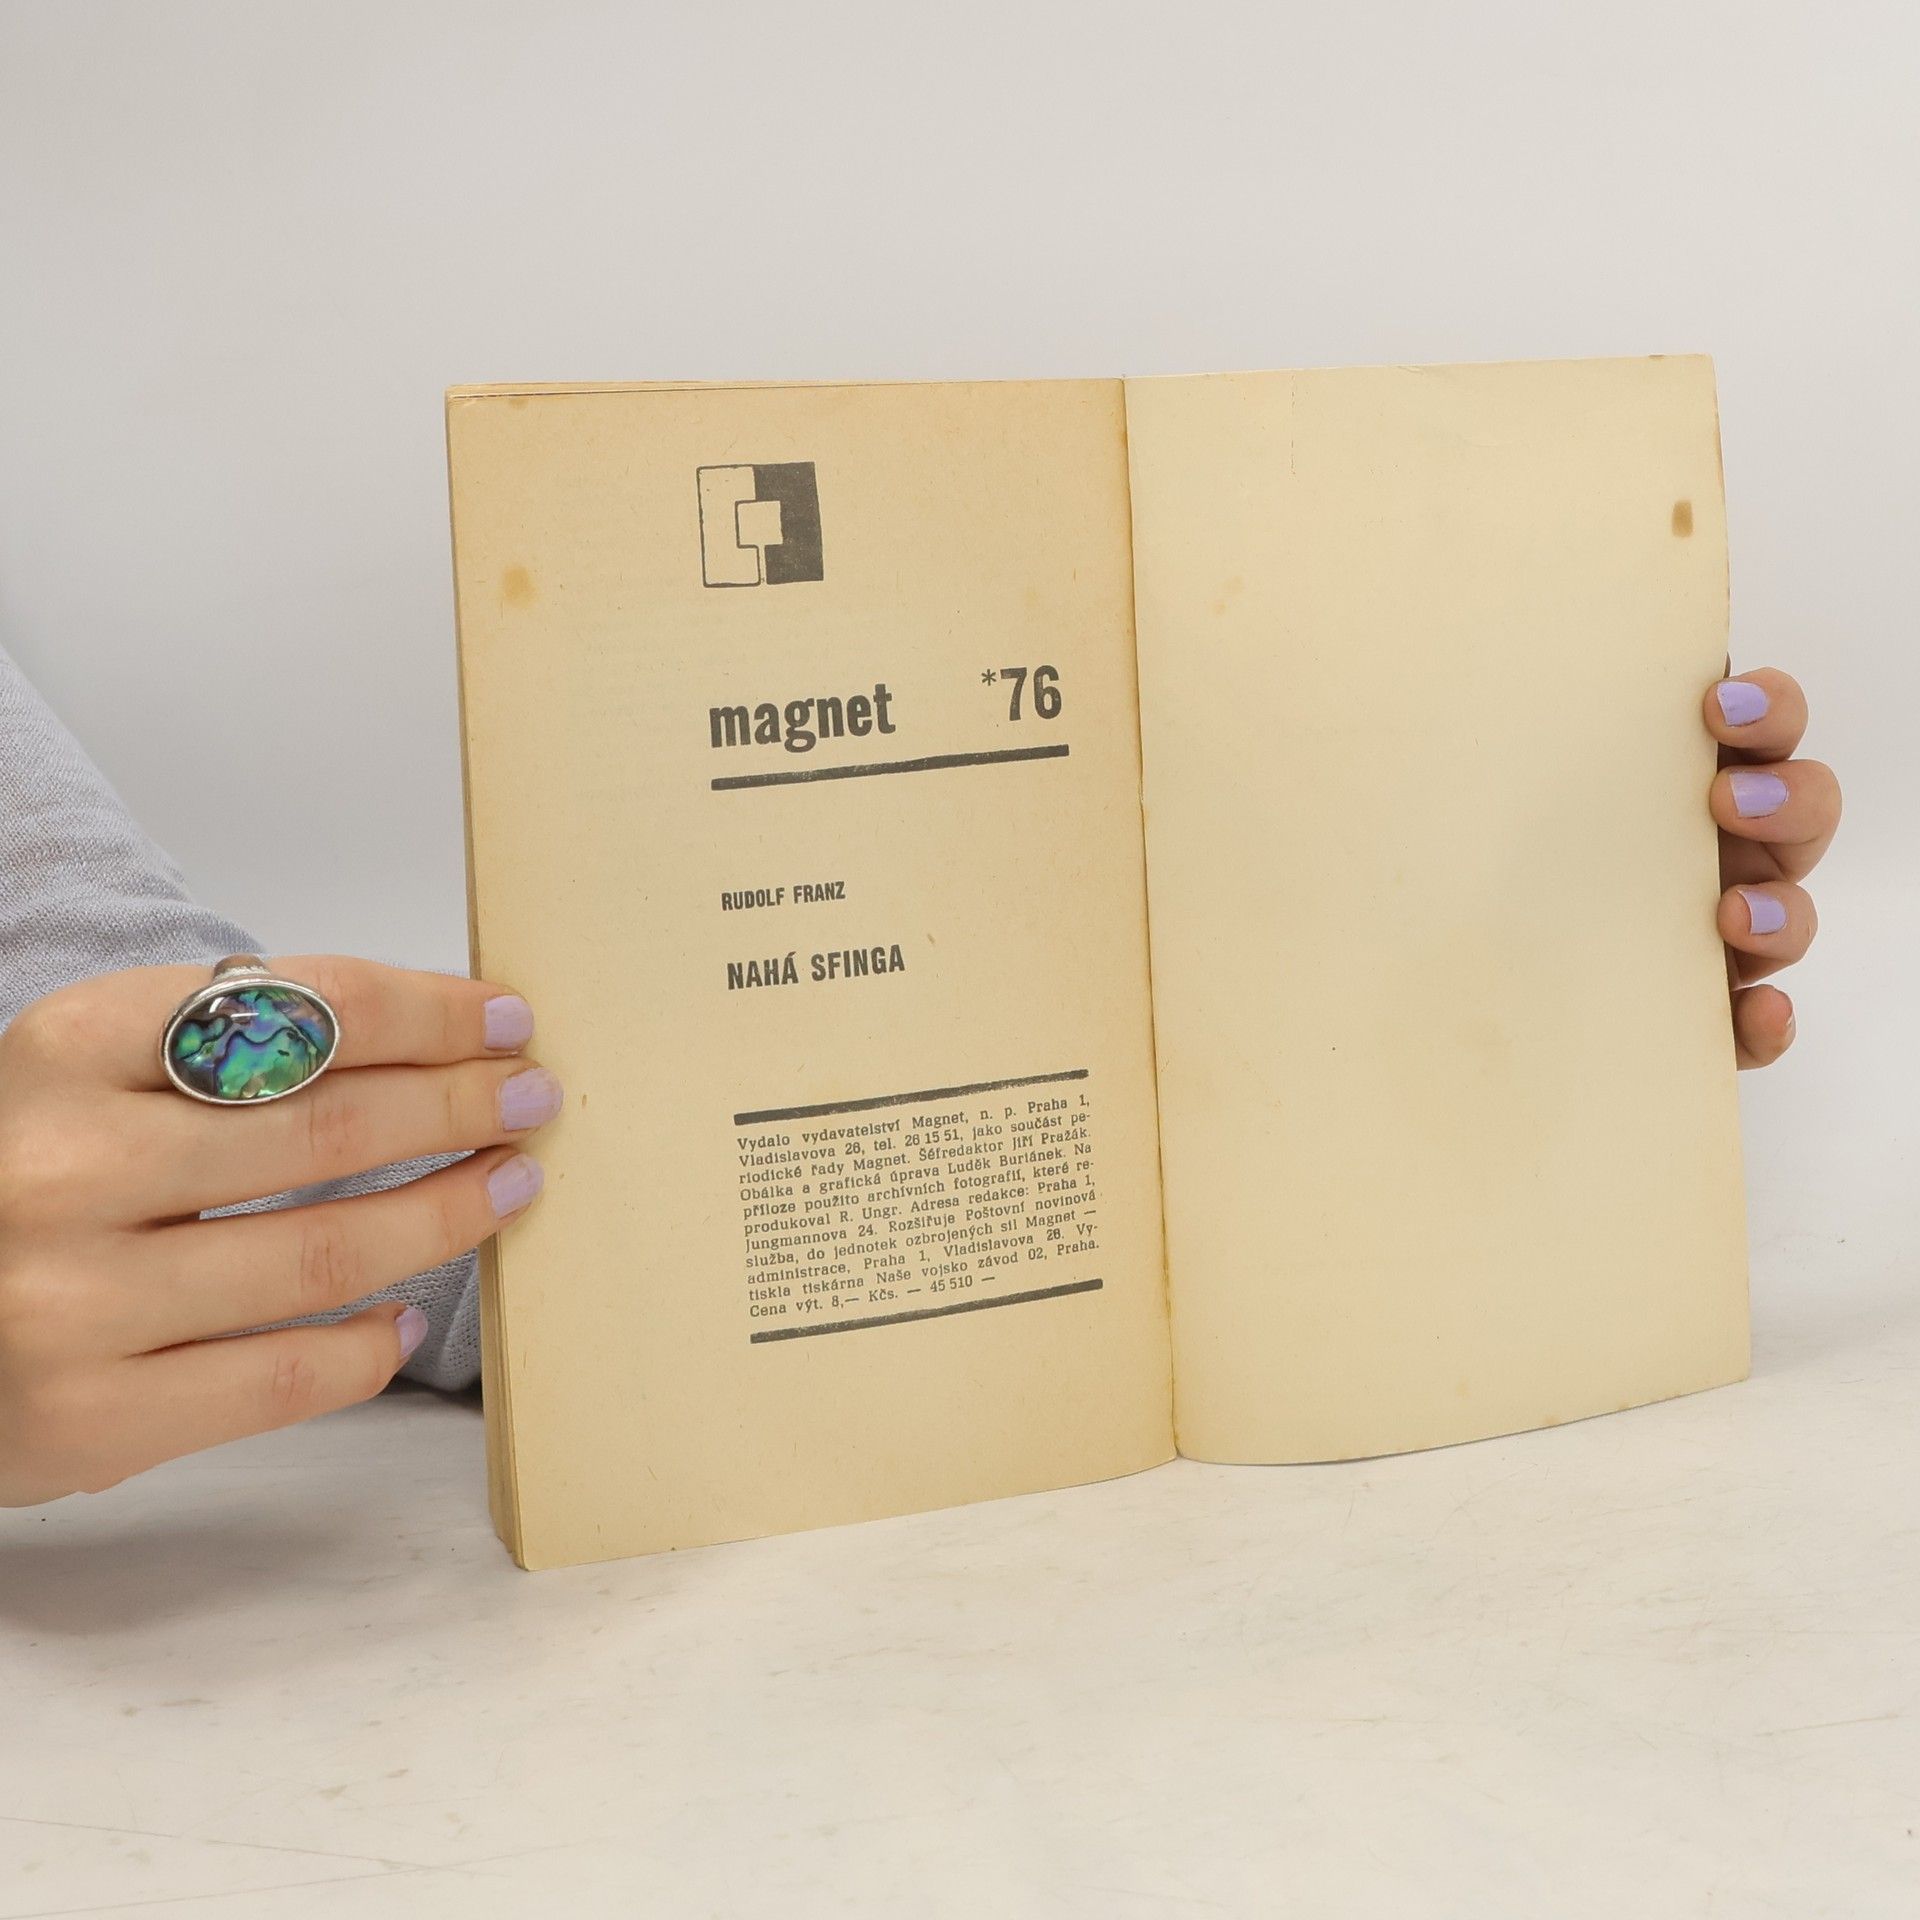 magnet *76
RUDOLF FRANZ
NAHÁ SFINGA
Vydalo vydavatelství Magnet, n. p. Praha 1,
Vladislavova 26, tel. 26 15 51, jako součást pe-
riodické řady Magnet. Šéfredaktor Jiří Pražák.
Obálka a grafická úprava Luděk Buriánek. Na
příloze použito archívních fotografií, které re-
produkoval R. Ungr. Adresa redakce: Praha 1,
Jungmannova 24. Rozšiřuje Poštovní novinová
služba, do jednotek ozbrojených sil Magnet —
administrace, Praha 1, Vladislavova 26. Vy-
tiskla tiskárna Naše vojsko závod 02, Praha.
Cena výt. 8,— Kčs. — 45 510 —